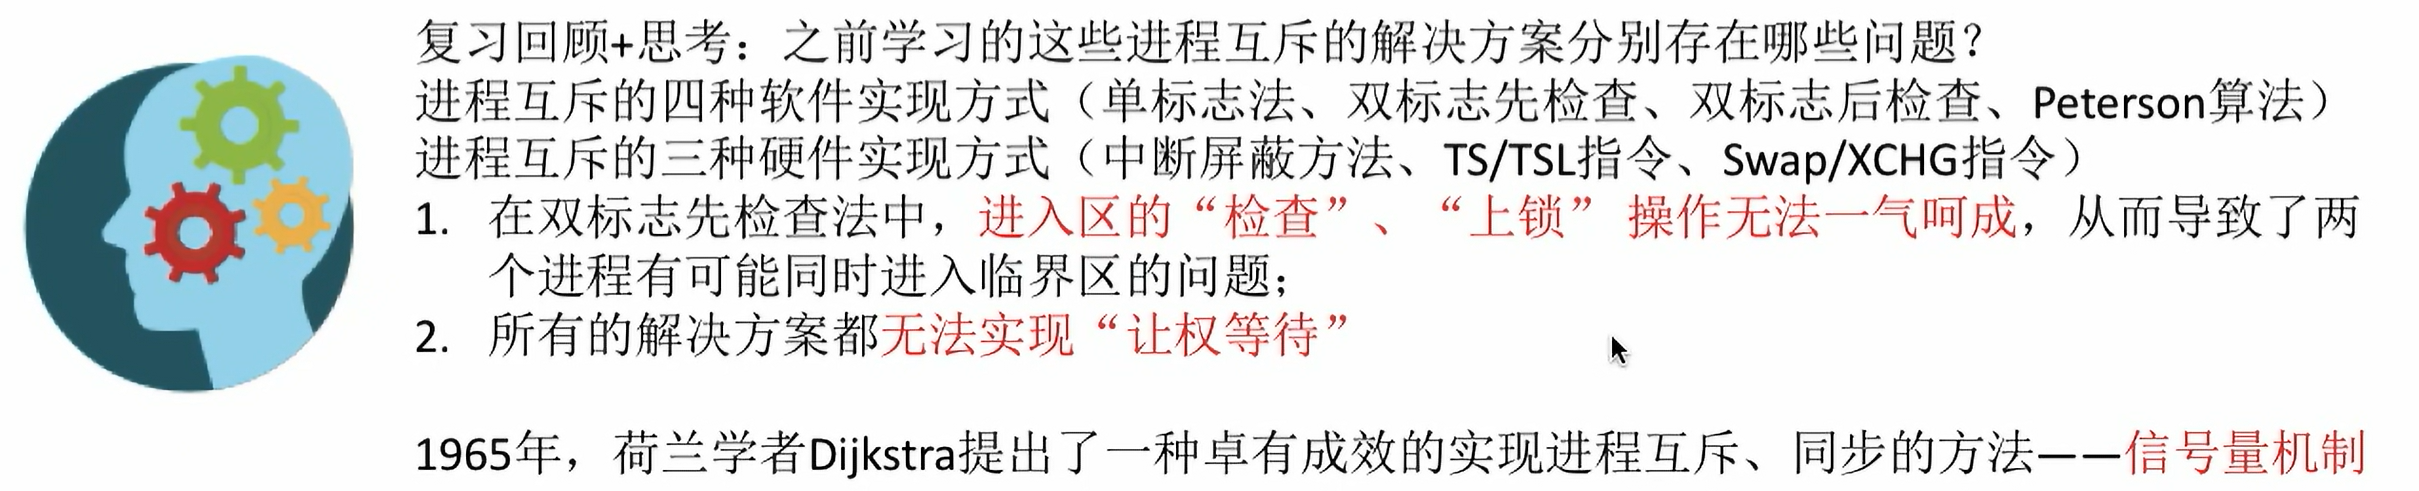 复习回顾+思考：之前学习的这些进程互斥的解决方案分别存在哪些问题？
进程互斥的四种软件实现方式（单标志法、双标志先检查、双标志后检查、Peterson算法）
进程互斥的三种硬件实现方式（中断屏蔽方法、TS/TSL指令、Swap/XCHG指令）
1. 在双标志先检查法中，进入区的“检查”、“上锁” 操作无法一气呵成，从而导致了两
个进程有可能同时进入临界区的问题；
2. 所有的解决方案都无法实现“让权等待”
1965年，荷兰学者Dijkstra提出了一种卓有成效的实现进程互斥、同步的方法——信号量机制